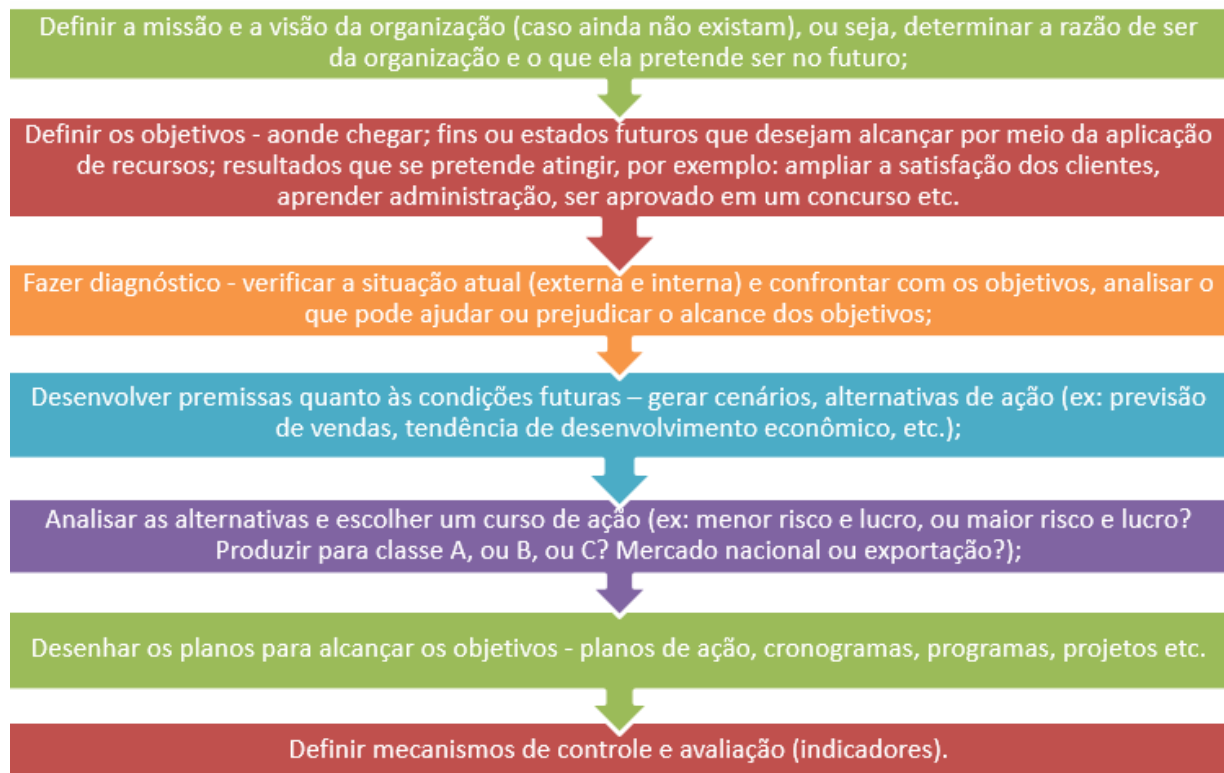 Definir a missão e a visão da organização (caso ainda não existam), ou seja, determinar a razão de ser
da organização e o que ela pretende ser no futuro;
Definir os objetivos - aonde chegar; fins ou estados futuros que desejam alcançar por meio da aplicação
de recursos; resultados que se pretende atingir, por exemplo: ampliar a satisfação dos clientes,
aprender administração, ser aprovado em um concurso etc.
Fazer diagnóstico - verificar a situação atual (externa e interna) e confrontar com os objetivos, analisar o
que pode ajudar ou prejudicar o alcance dos objetivos;
Desenvolver premissas quanto às condições futuras – gerar cenários, alternativas de ação (ex: previsão
de vendas, tendência de desenvolvimento econômico, etc.);
Analisar as alternativas e escolher um curso de ação (ex: menor risco e lucro, ou maior risco e lucro?
Produzir para classe A, ou B, ou C? Mercado nacional ou exportação?);
Desenhar os planos para alcançar os objetivos - planos de ação, cronogramas, programas, projetos etc.
Definir mecanismos de controle e avaliação (indicadores).